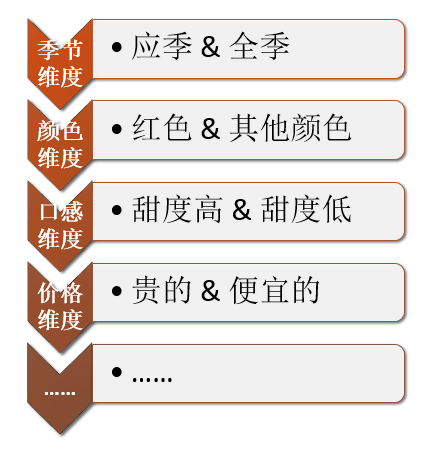 季节
维度
• 应季 & 全季
颜色
维度
• 红色 & 其他颜色
口感
维度
• 甜度高 & 甜度低
价格
维度
• 贵的 & 便宜的
……
• ……